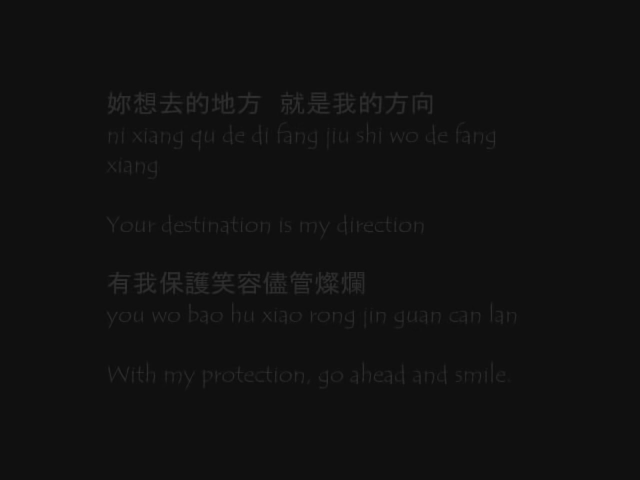 妳想去的地方 就是我的方向
ni xiang qu de di fang jiu shi wo de fang
xiang
Your destination is my direction
有我保護笑容儘管燦爛
you wo bao hu xiao rong jin guan can lan
With my protection, go ahead and smile.